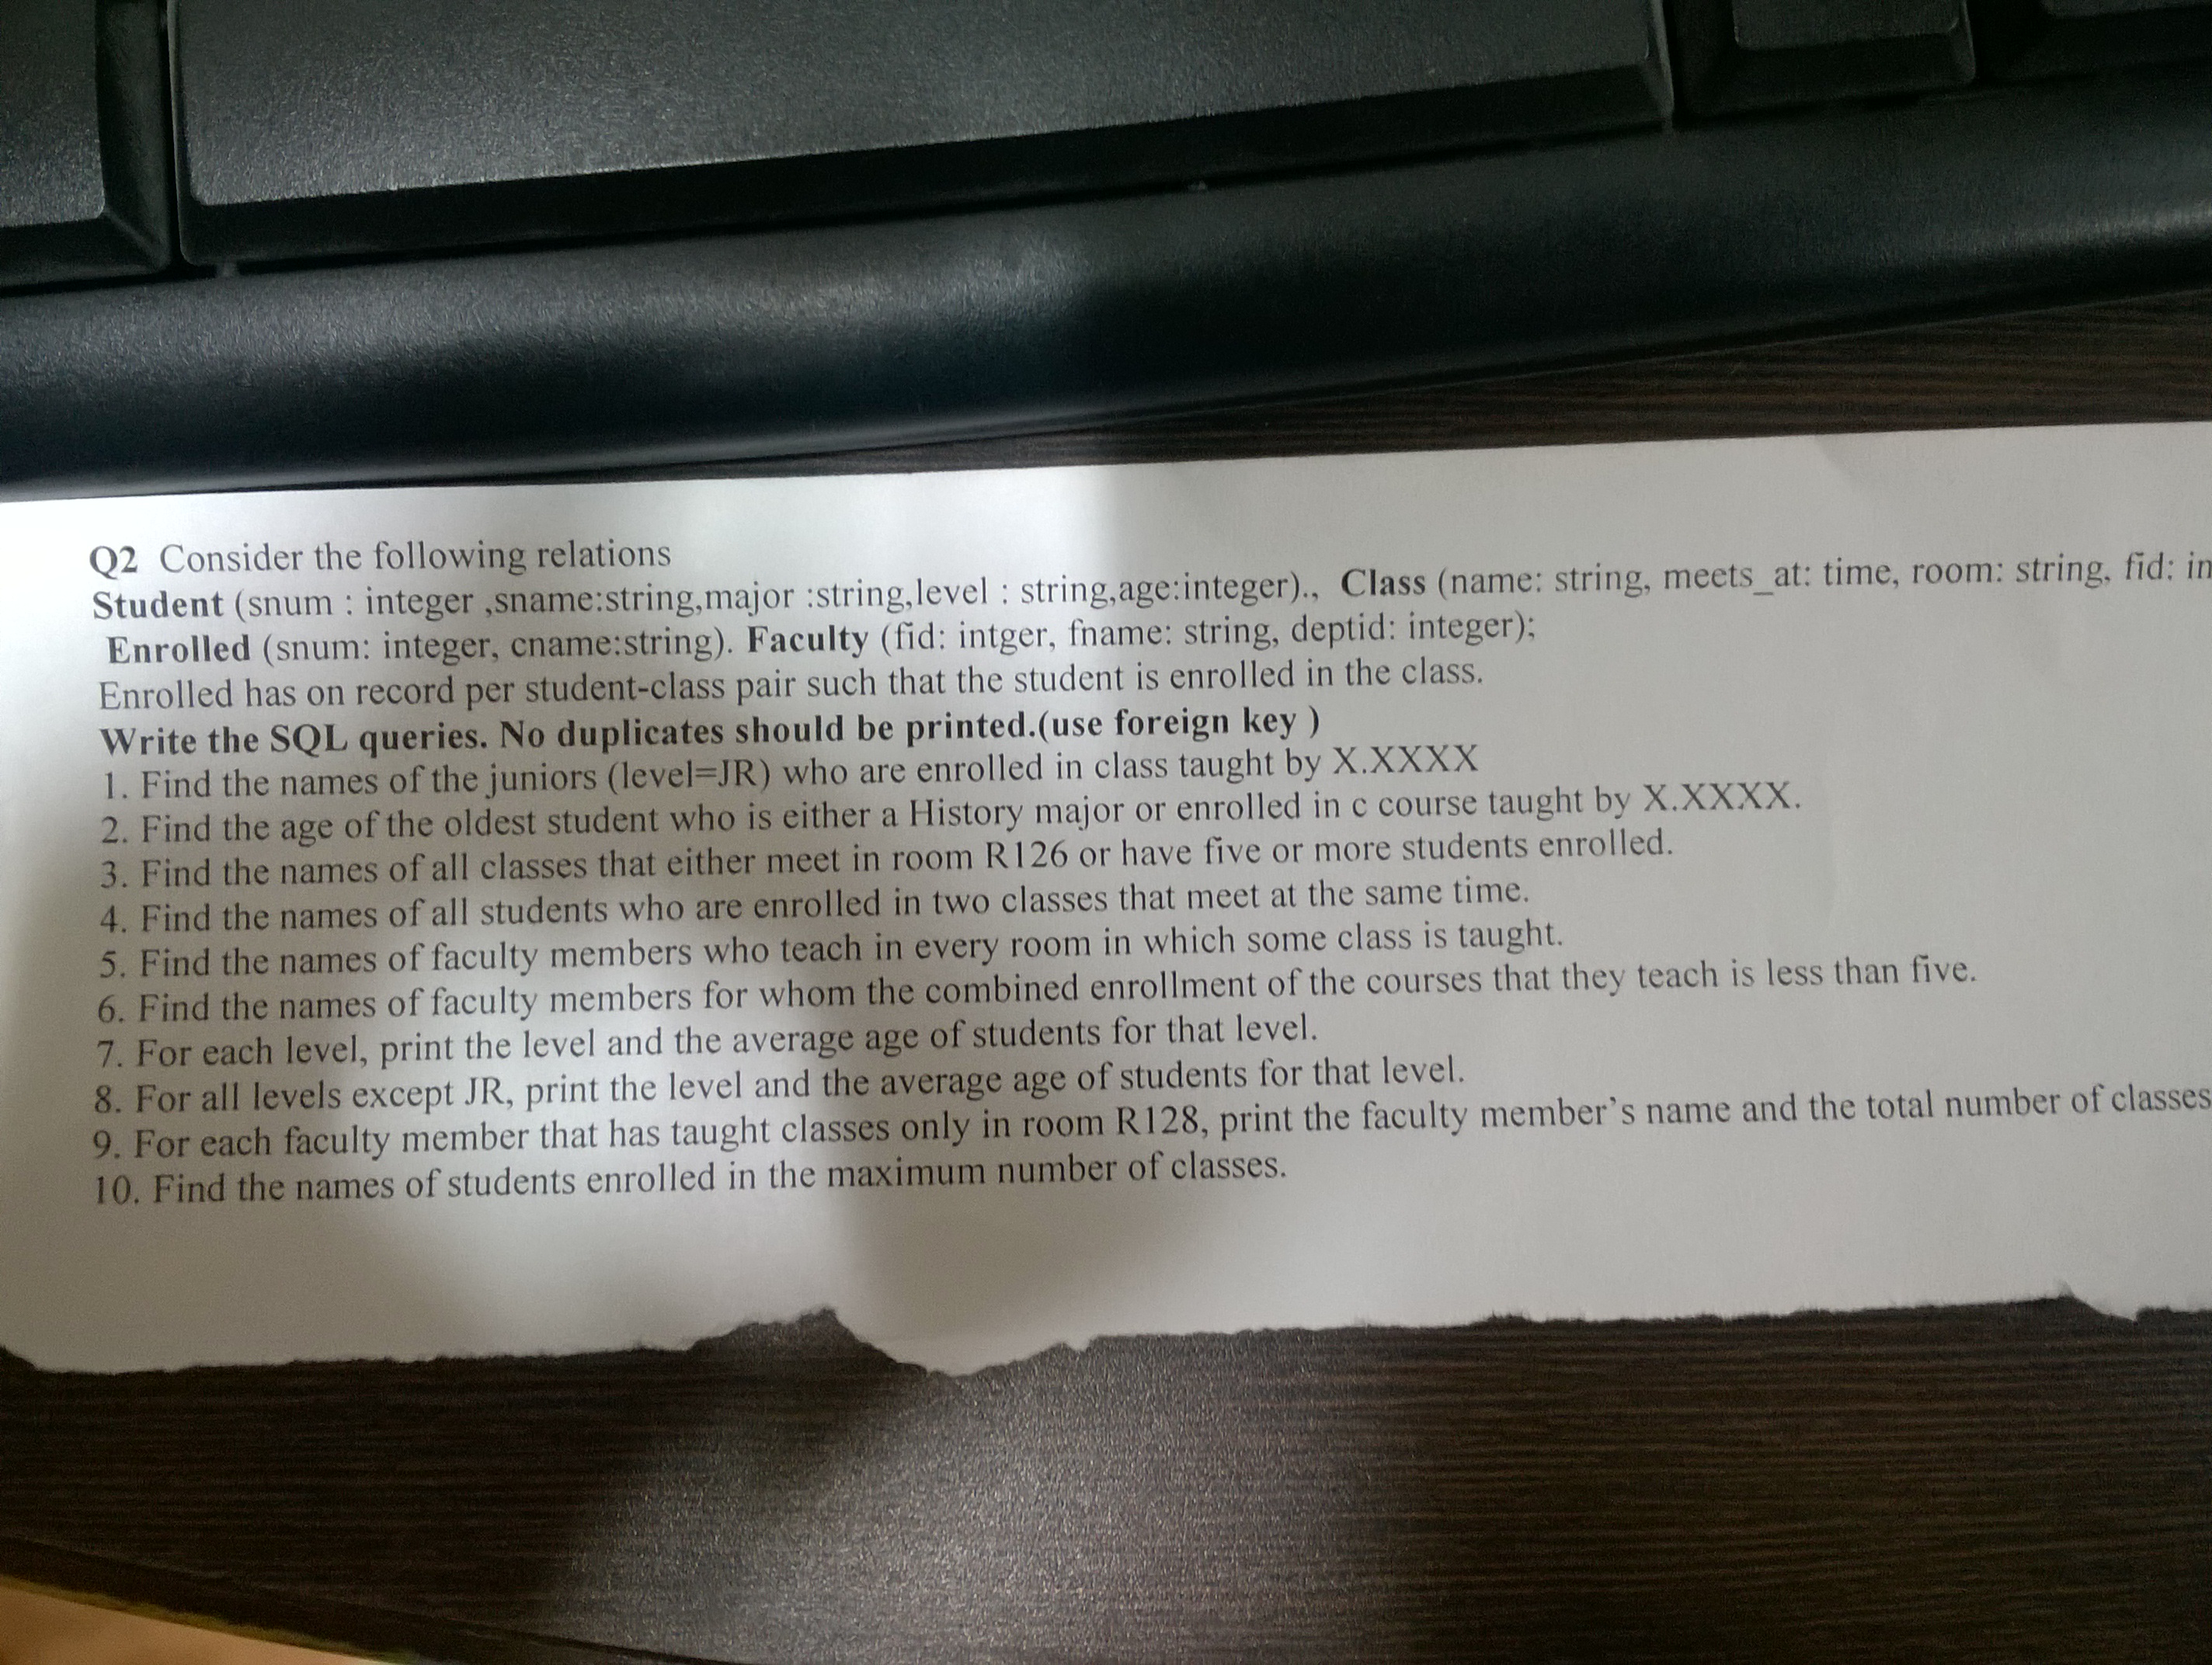 Q2 Consider the following relations
Student (snum : integer ,sname:string,major :string,level : string,age:integer)., Class (name: string, meets_at: time, room: string, fid: in
Enrolled (snum: integer, cname:string). Faculty (fid: intger, fname: string, deptid: integer);
Enrolled has on record per student-class pair such that the student is enrolled in the class.
Write the SQL queries. No duplicates should be printed.(use foreign key )
1. Find the names of the juniors (level=JR) who are enrolled in class taught by X.XXXX
2. Find the age of the oldest student who is either a History major or enrolled in c course taught by X.XXXX.
3. Find the names of all classes that either meet in room R126 or have five or more students enrolled.
4. Find the names of all students who are enrolled in two classes that meet at the same time.
5. Find the names of faculty members who teach in every room in which some class is taught.
6. Find the names of faculty members for whom the combined enrollment of the courses that they teach is less than five.
7. For each level, print the level and the average age of students for that level.
8. For all levels except JR, print the level and the average age of students for that level.
9. For each faculty member that has taught classes only in room R128, print the faculty member’s name and the total number of classes
10. Find the names of students enrolled in the maximum number of classes.